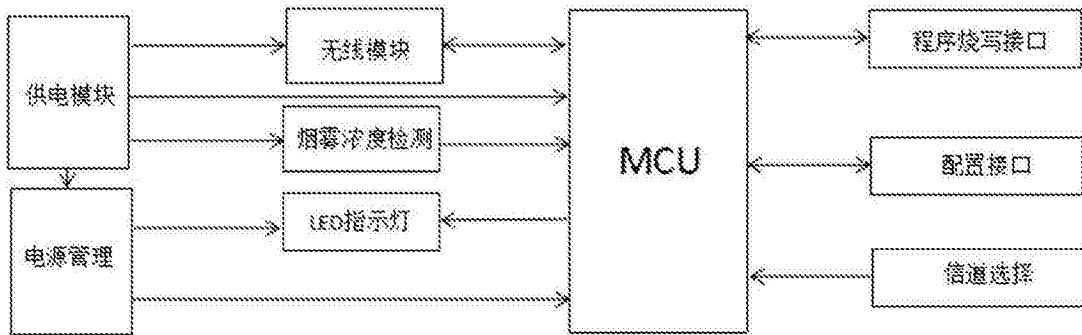 供电模块
无线模块
烟雾浓度检测
LED指示灯
电源管理
MCU
程序烧写接口
配置接口
信道选择